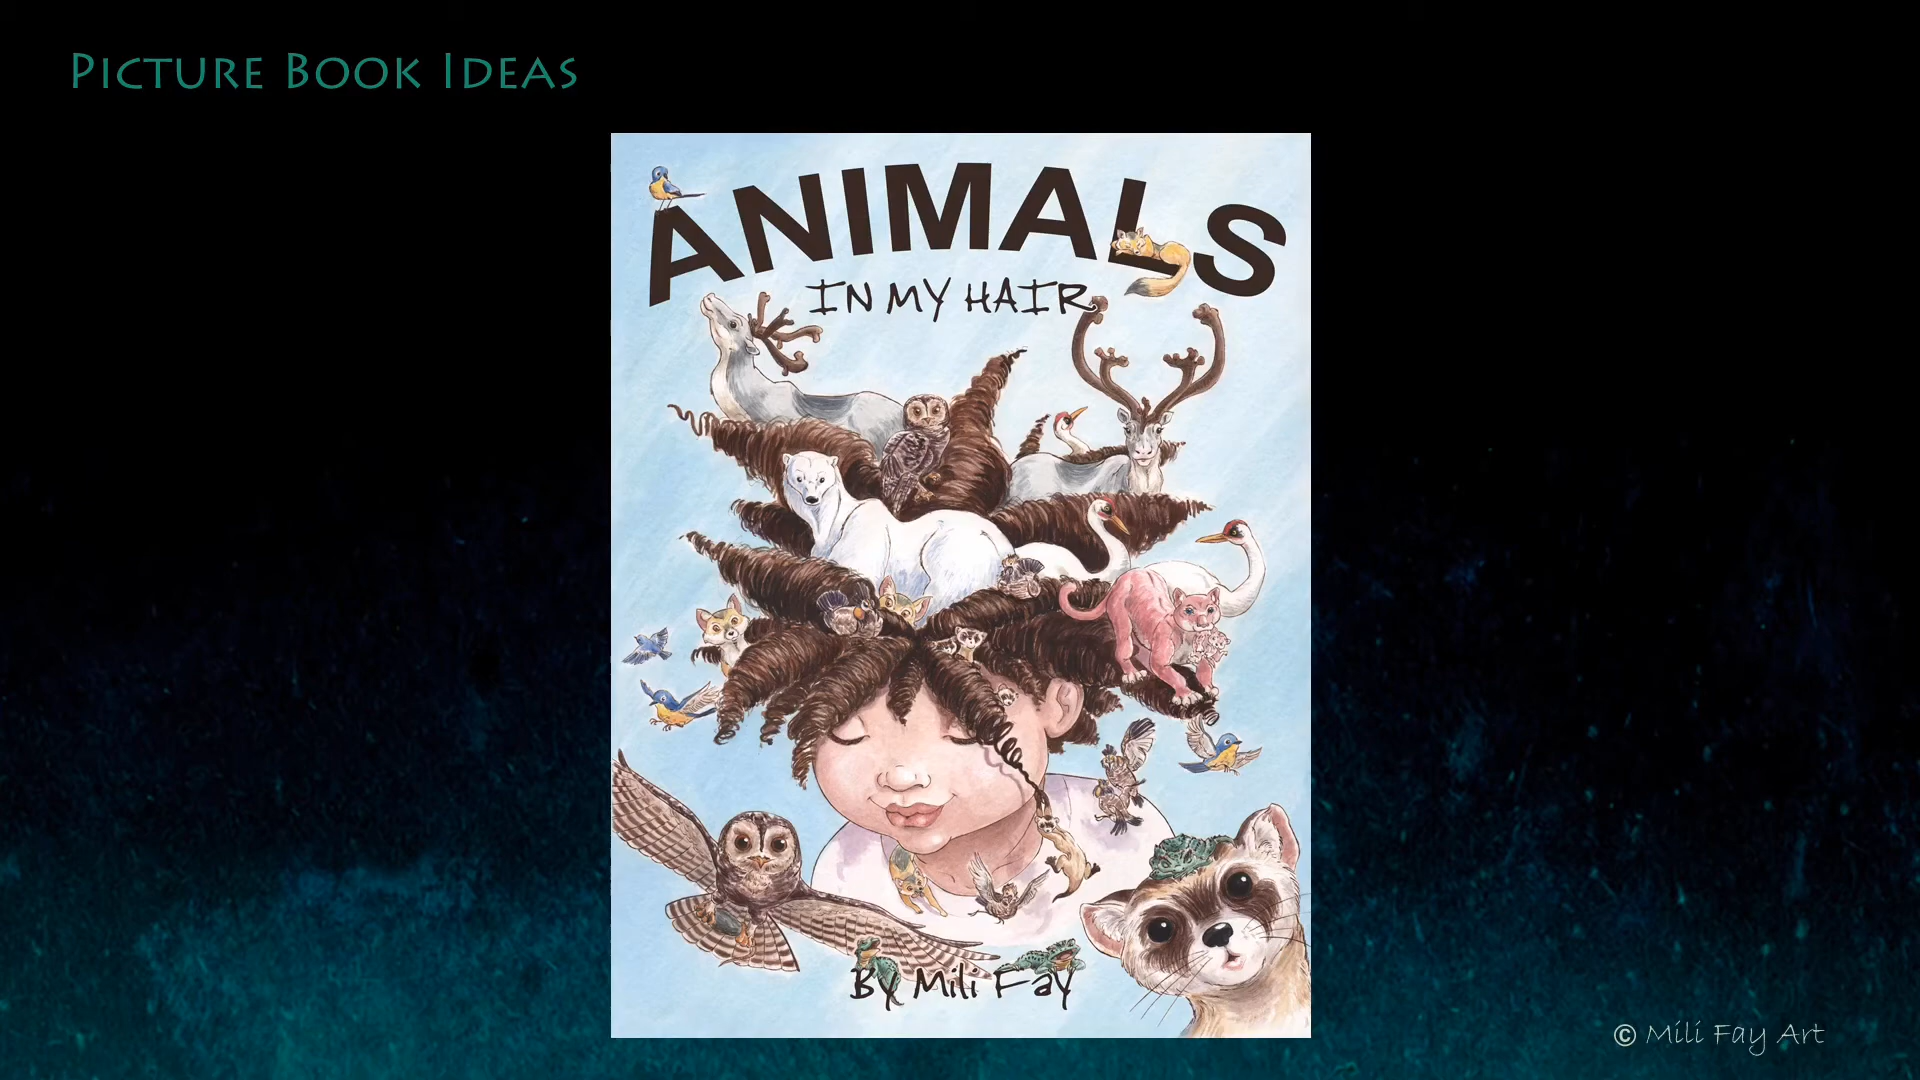 Picture Book Ideas
ANIMALS
IN MY HAIR
By Mili Fay
© Mili Fay Art